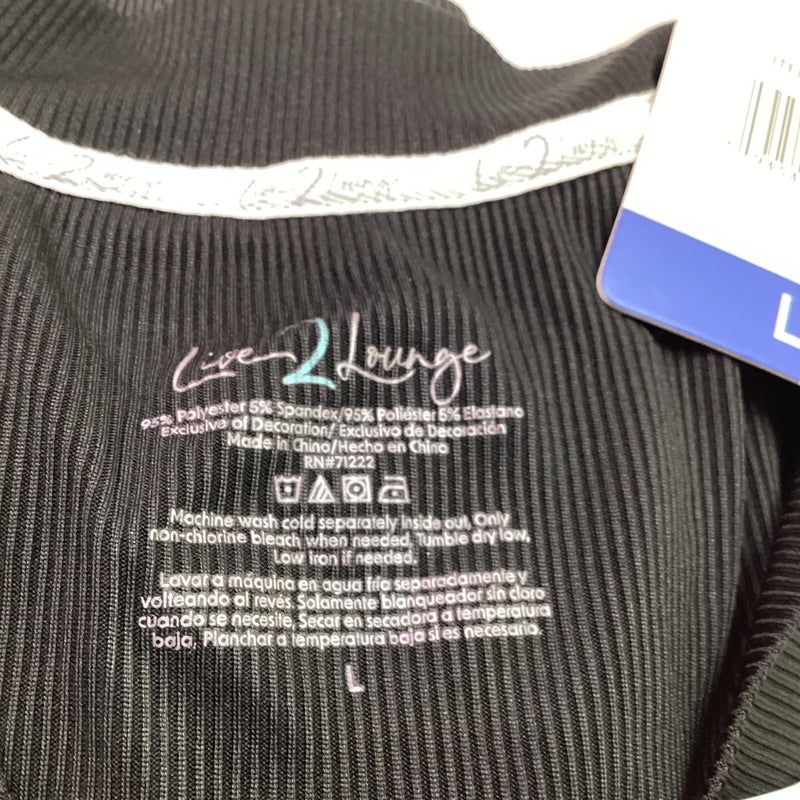 Live 2 Lounge
95% Polyester 5% Spandex/95% Poliéster 5% Elastano
Exclusive of Decoration/ Exclusivo de Decoración
Made in China/Hecho en China
RN#71222
Machine wash cold separately inside out. Only
non-chlorine bleach when needed. Tumble dry low.
Low iron if needed.
Lavar a máquina en agua fria separadamente y
volteando al revés. Solamente blanqueador sin cloro
cuando se necesite. Secar en secadora a temperatura
baja. Planchar a temperatura baja si es necesario.
L
L